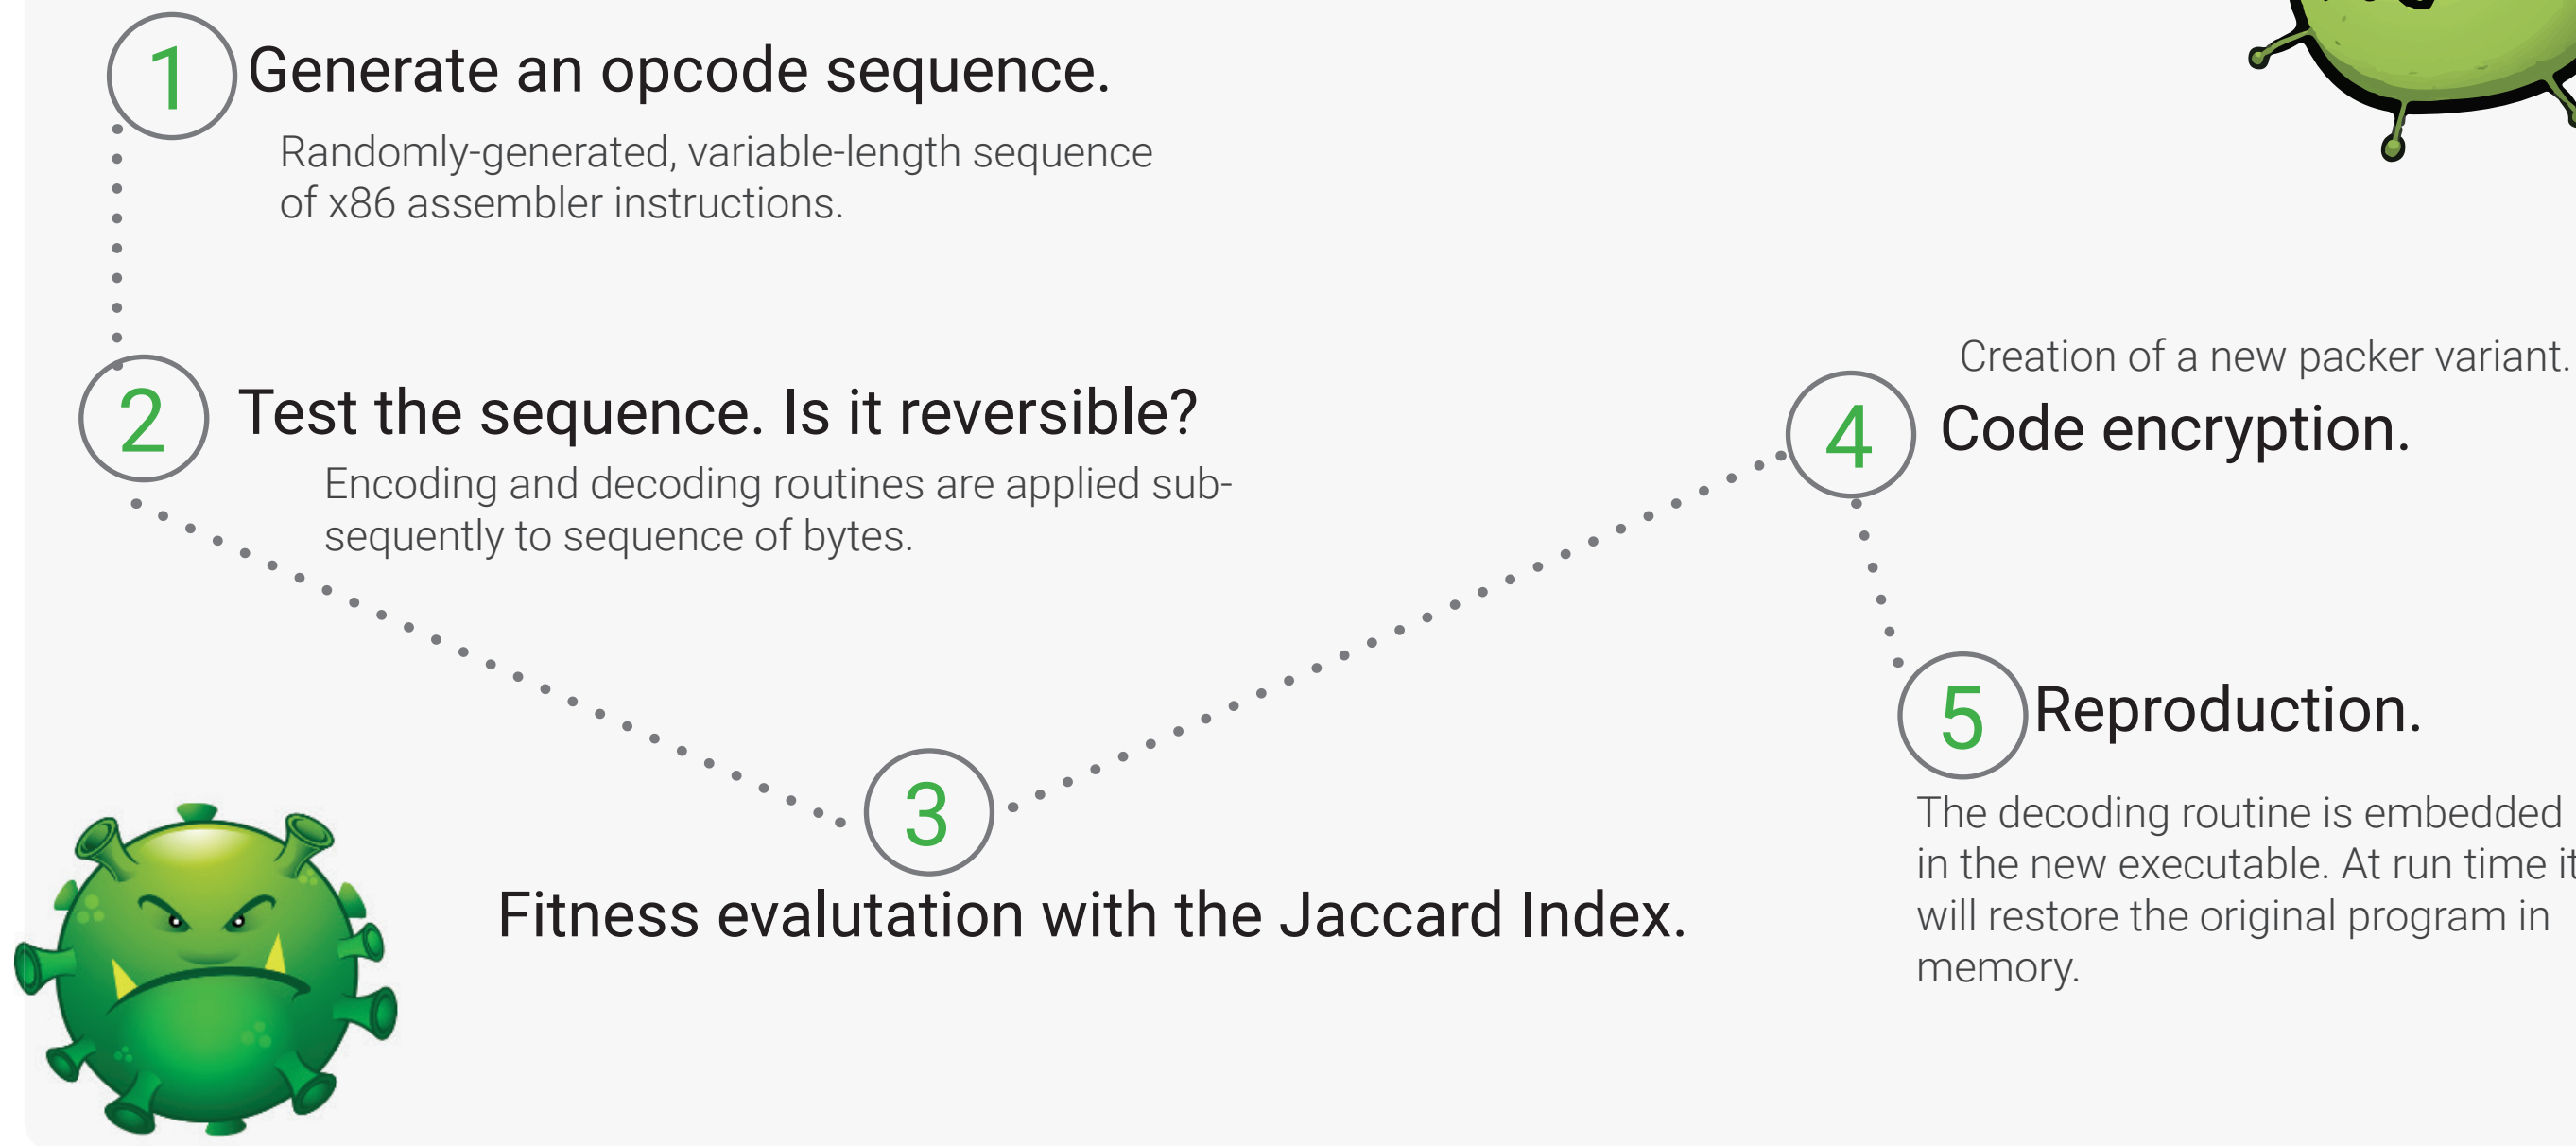 1
Generate an opcode sequence.
Randomly-generated, variable-length sequence
of x86 assembler instructions.
2
Test the sequence. Is it reversible?
Encoding and decoding routines are applied sub-
sequently to sequence of bytes.
3
Fitness evalutation with the Jaccard Index.
Creation of a new packer variant.
4
Code encryption.
5
Reproduction.
The decoding routine is embedded
in the new executable. At run time it
will restore the original program in
memory.